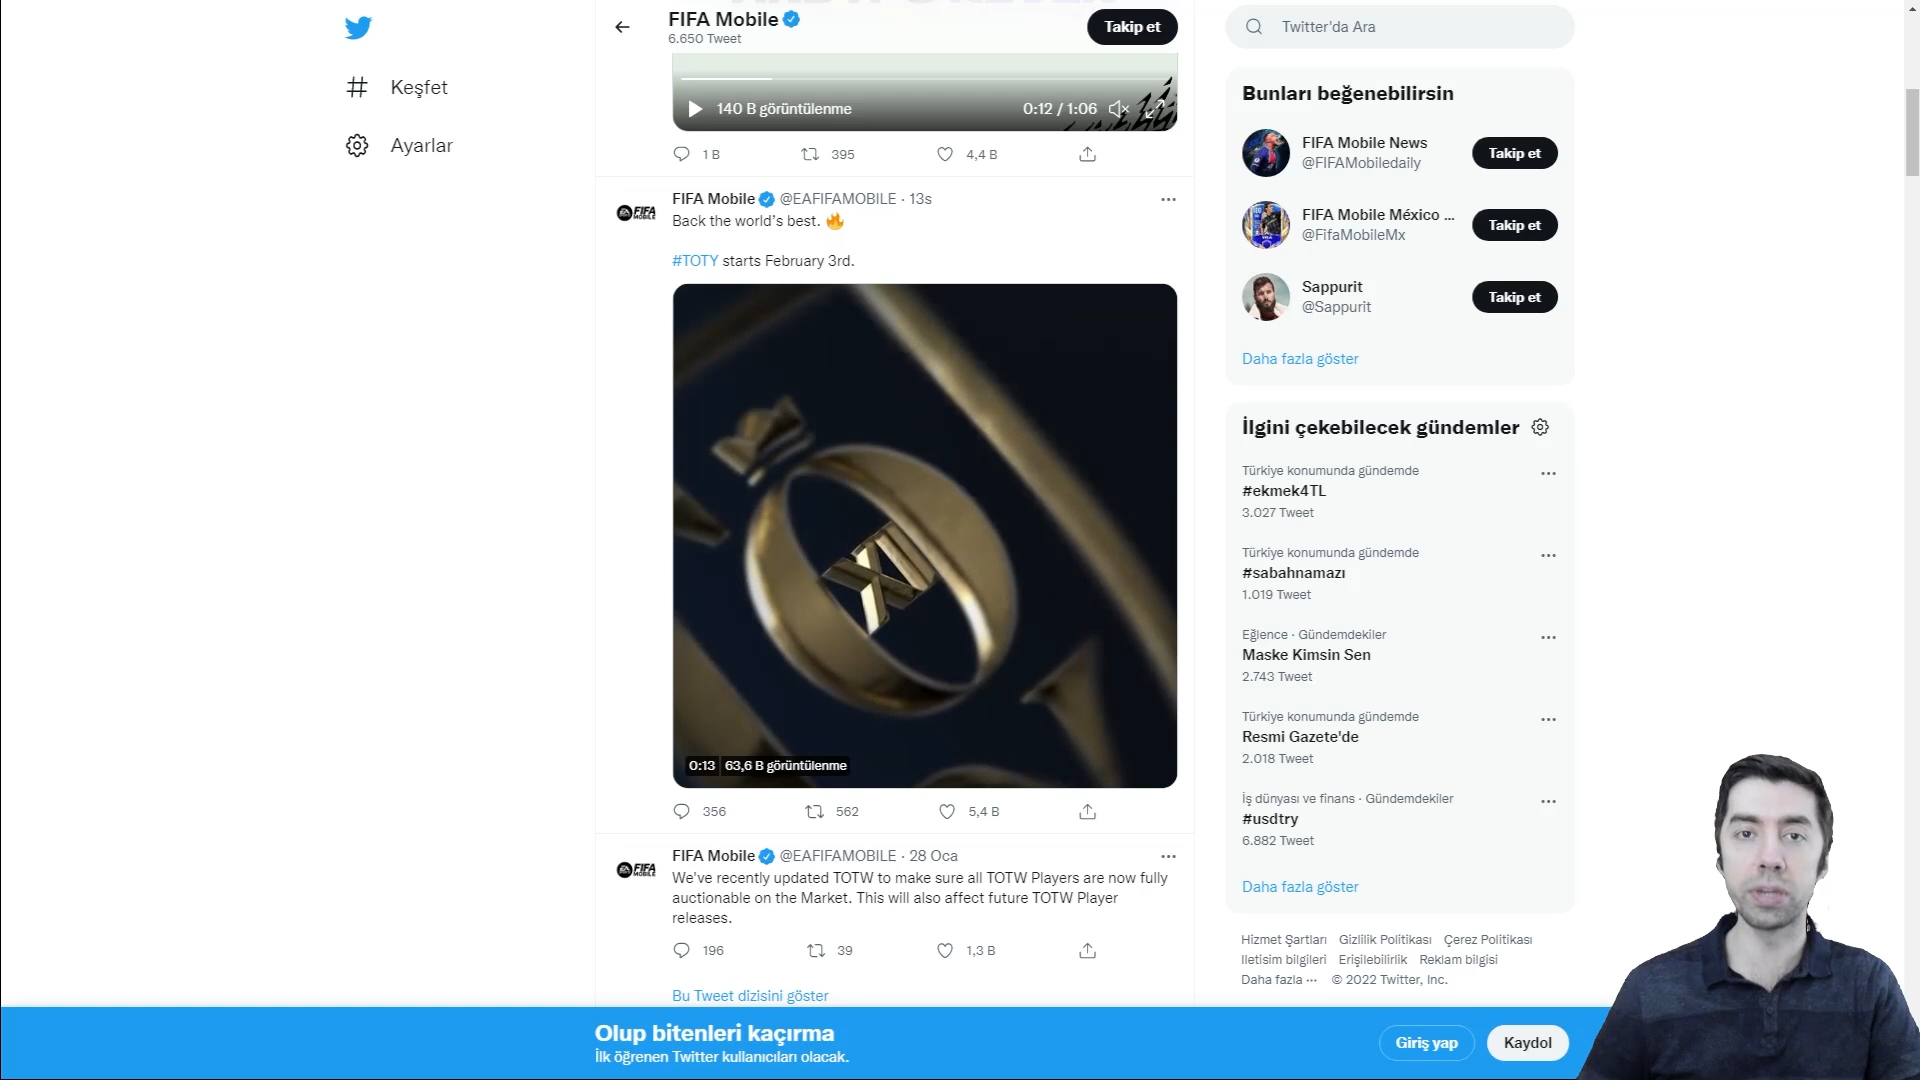 FIFA Mobile
6.650 Tweet
Takip et
Twitter'da Ara
Keşfet
Ayarlar
140 B görüntülenme
0:12 / 1:06
1 B
395
4,4 B
FIFA Mobile @EAFIFAMOBILE · 13s
Back the world's best. 🔥
#TOTY starts February 3rd.
XI
0:13 63,6 B görüntülenme
356
562
5,4 B
FIFA Mobile @EAFIFAMOBILE · 28 Oca
We've recently updated TOTW to make sure all TOTW Players are now fully
auctionable on the Market. This will also affect future TOTW Player
releases.
196
39
1,3 B
Bu Tweet dizisini göster
Bunları beğenebilirsin
FIFA Mobile News
@FIFAMobiledaily
Takip et
FIFA Mobile México ...
@FifaMobileMx
Takip et
Sappurit
@Sappurit
Takip et
Daha fazla göster
İlgini çekebilecek gündemler
Türkiye konumunda gündemde
#ekmek4TL
3.027 Tweet
Türkiye konumunda gündemde
#sabahnamazı
1.019 Tweet
Eğlence · Gündemdekiler
Maske Kimsin Sen
2.743 Tweet
Türkiye konumunda gündemde
Resmi Gazete'de
2.018 Tweet
İş dünyası ve finans · Gündemdekiler
#usdtry
6.882 Tweet
Daha fazla göster
Hizmet Şartları Gizlilik Politikası Çerez Politikası
Iletisim bilgileri Erişilebilirlik Reklam bilgisi
Daha fazla ··· © 2022 Twitter, Inc.
Olup bitenleri kaçırma
İlk öğrenen Twitter kullanıcıları olacak.
Giriş yap
Kaydol
FIFA MOBILE
FIFA MOBILE